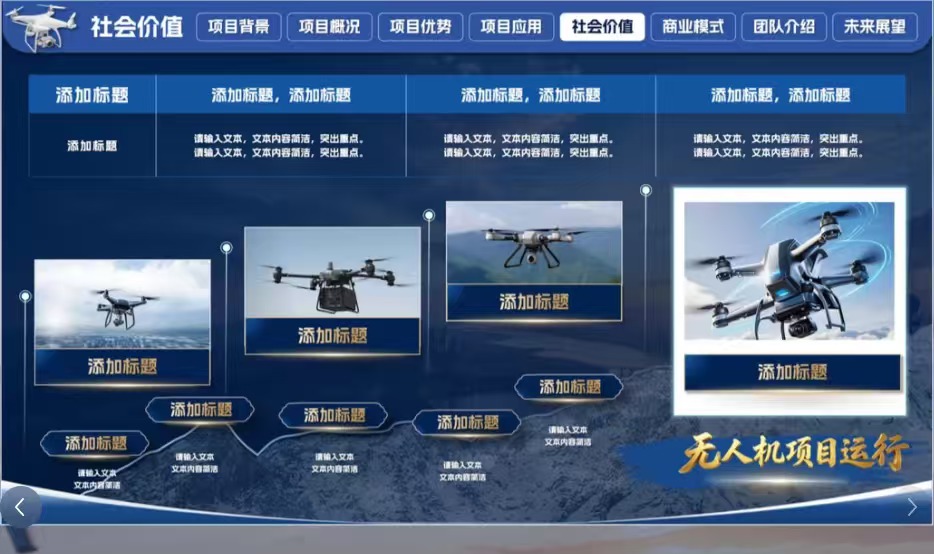 社会价值
项目背景
项目概况
项目优势
项目应用
社会价值
商业模式
团队介绍
未来展望
添加标题
添加标题，添加标题
添加标题，添加标题
添加标题，添加标题
添加标题
请输入文本，文本内容简洁，突出重点。
请输入文本，文本内容简洁，突出重点。
请输入文本，文本内容简洁，突出重点。
请输入文本，文本内容简洁，突出重点。
请输入文本，文本内容简洁，突出重点。
请输入文本，文本内容简洁，突出重点。
添加标题
添加标题
添加标题
添加标题
添加标题
请输入文本
文本内容简洁
添加标题
请输入文本
文本内容简洁
添加标题
请输入文本
文本内容简洁
添加标题
请输入文本
文本内容简洁
添加标题
请输入文本
文本内容简洁
无人机项目运行